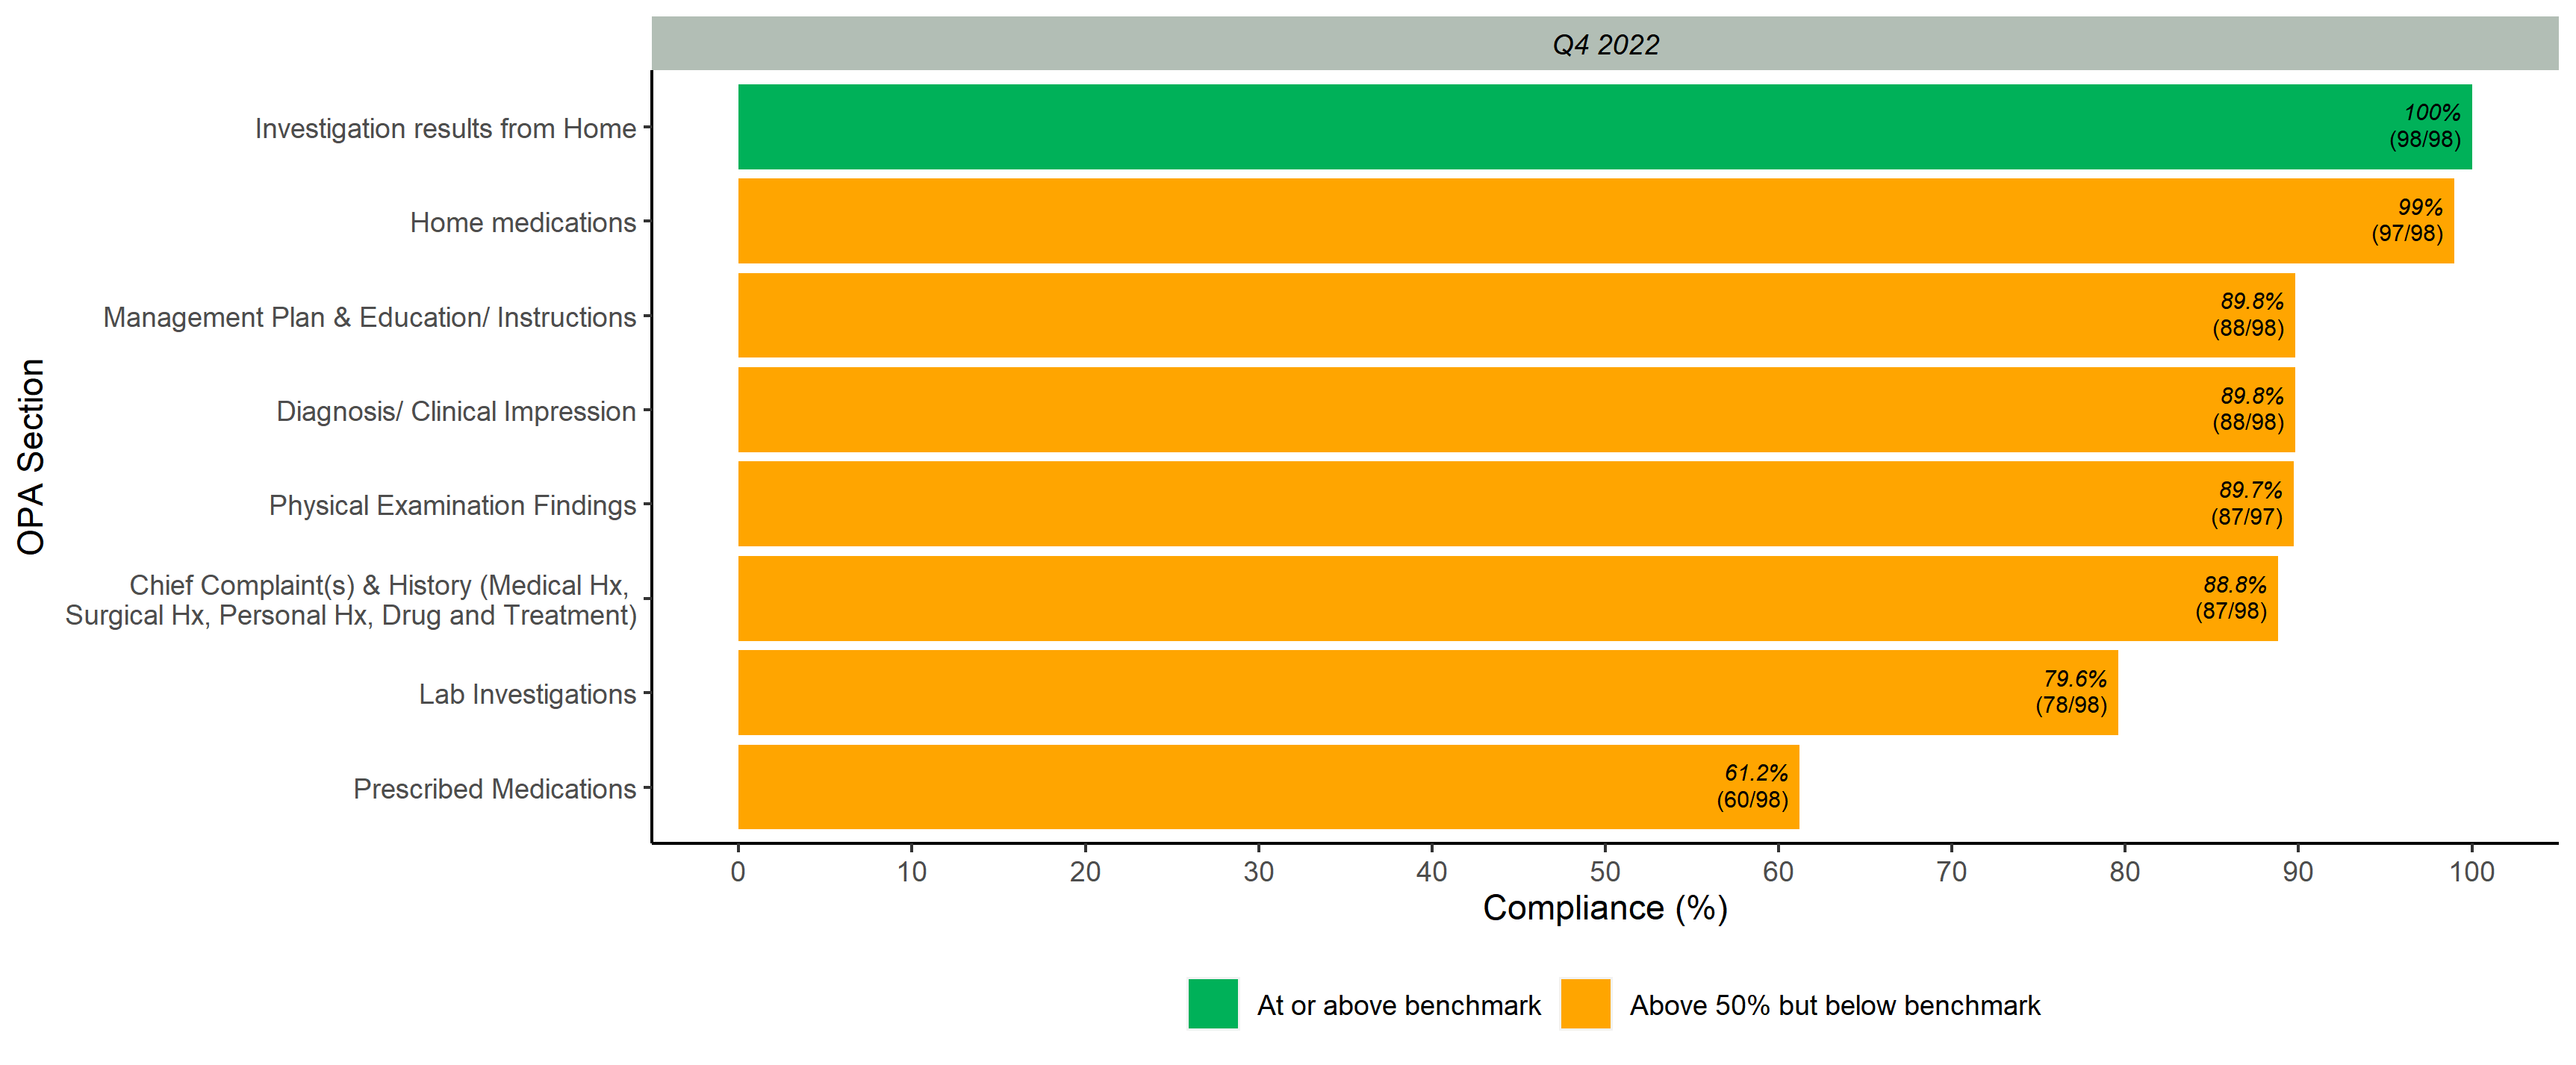 Q4 2022
OPA Section
Investigation results from Home
100%
(98/98)
Home medications
99%
(97/98)
Management Plan & Education/ Instructions
89.8%
(88/98)
Diagnosis/ Clinical Impression
89.8%
(88/98)
Physical Examination Findings
89.7%
(87/97)
Chief Complaint(s) & History (Medical Hx,
Surgical Hx, Personal Hx, Drug and Treatment)
88.8%
(87/98)
Lab Investigations
79.6%
(78/98)
Prescribed Medications
61.2%
(60/98)
0 10 20 30 40 50 60 70 80 90 100
Compliance (%)
At or above benchmark
Above 50% but below benchmark